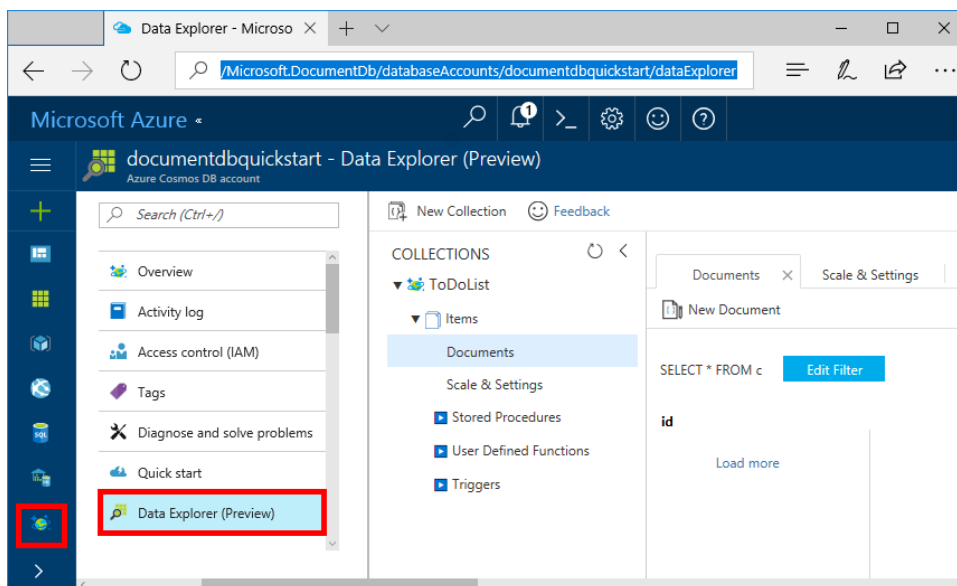 Data Explorer - Microso
/Microsoft.DocumentDb/databaseAccounts/documentdbquickstart/dataExplorer
Microsoft Azure «
1
documentdbquickstart - Data Explorer (Preview)
Azure Cosmos DB account
Search (Ctrl+/)
Overview
Activity log
Access control (IAM)
Tags
Diagnose and solve problems
Quick start
Data Explorer (Preview)
SQL
New Collection
Feedback
COLLECTIONS
ToDoList
Items
Documents
Scale & Settings
Stored Procedures
User Defined Functions
Triggers
Documents
Scale & Settings
New Document
SELECT * FROM c
Edit Filter
id
Load more